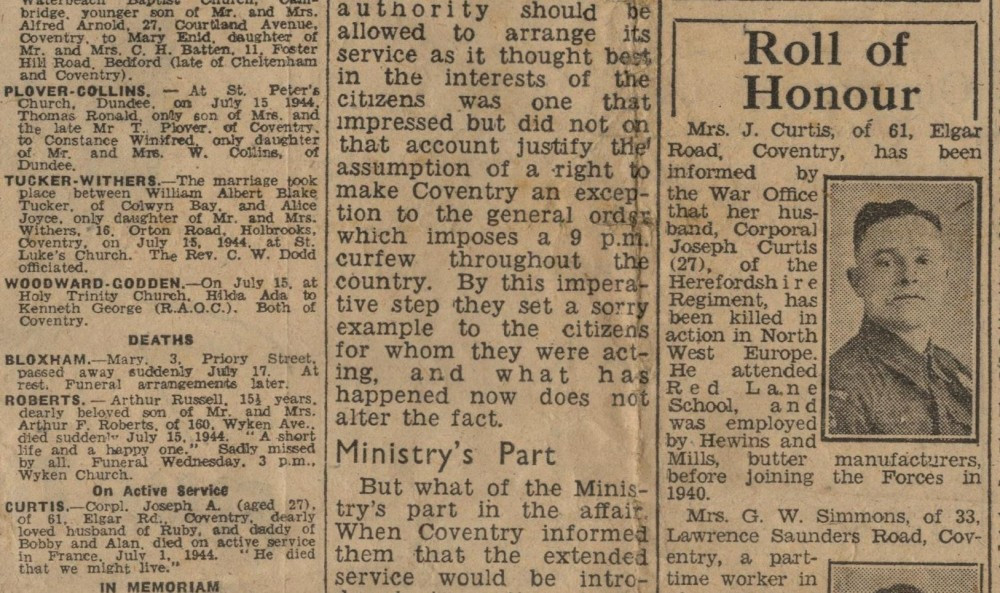 Waterbeach Baptist Church, Cam-
bridge, younger son of Mr. and Mrs.
Alfred Arnold, 27, Courtland Avenue,
Coventry, to Mary Enid, daughter of
Mr. and Mrs. C. H. Batten, 11, Foster
Hill Road, Bedford (late of Cheltenham
and Coventry).
PLOVER-COLLINS. — At St. Peter's
Church, Dundee, on July 15 1944,
Thomas Ronald, only son of Mrs. and
the late Mr T. Plover, of Coventry,
to Constance Winifred, only daughter
of Mr. and Mrs. W. Collins, of
Dundee.
TUCKER-WITHERS.—The marriage took
place between William Albert Blake
Tucker, of Colwyn Bay, and Alice
Joyce, only daughter of Mr. and Mrs.
Withers, 16, Orton Road, Holbrooks,
Coventry, on July 15, 1944, at St.
Luke's Church. The Rev. C. W. Dodd
officiated.
WOODWARD-GODDEN.—On July 15, at
Holy Trinity Church, Hilda Ada to
Kenneth George (R.A.O.C.). Both of
Coventry.
DEATHS
BLOXHAM.—Mary, 3, Priory Street,
passed away suddenly July 17. At
rest. Funeral arrangements later.
ROBERTS. — Arthur Russell, 15½ years,
dearly beloved son of Mr. and Mrs.
Arthur F. Roberts, of 160, Wyken Ave.,
died suddenly July 15, 1944. "A short
life and a happy one." Sadly missed
by all. Funeral Wednesday, 3 p.m.,
Wyken Church.
On Active Service
CURTIS.—Corpl. Joseph A. (aged 27),
of 61, Elgar Rd., Coventry, dearly
loved husband of Ruby, and daddy of
Bobby and Alan, died on active service
in France, July 1, 1944. "He died
that we might live."
IN MEMORIAM
authority should be
allowed to arrange its
service as it thought best
in the interests of the
citizens was one that
impressed but did not on
that account justify the
assumption of a right to
make Coventry an excep-
tion to the general order
which imposes a 9 p.m.
curfew throughout the
country. By this impera-
tive step they set a sorry
example to the citizens
for whom they were act-
ing, and what has
happened now does not
alter the fact.
Ministry's Part
But what of the Minis-
try's part in the affair.
When Coventry informed
them that the extended
service would be intro-
Roll of
Honour
Mrs. J. Curtis, of 61, Elgar
Road, Coventry, has been
informed by
the War Office
that her hus-
band, Corporal
Joseph Curtis
(27), of the
Herefordshire
Regiment, has
been killed in
action in North
West Europe.
He attended
Red Lane
School, and
was employed
by Hewins and
Mills, butter manufacturers,
before joining the Forces in
1940.
Mrs. G. W. Simmons, of 33,
Lawrence Saunders Road, Cov-
entry, a part-
time worker in